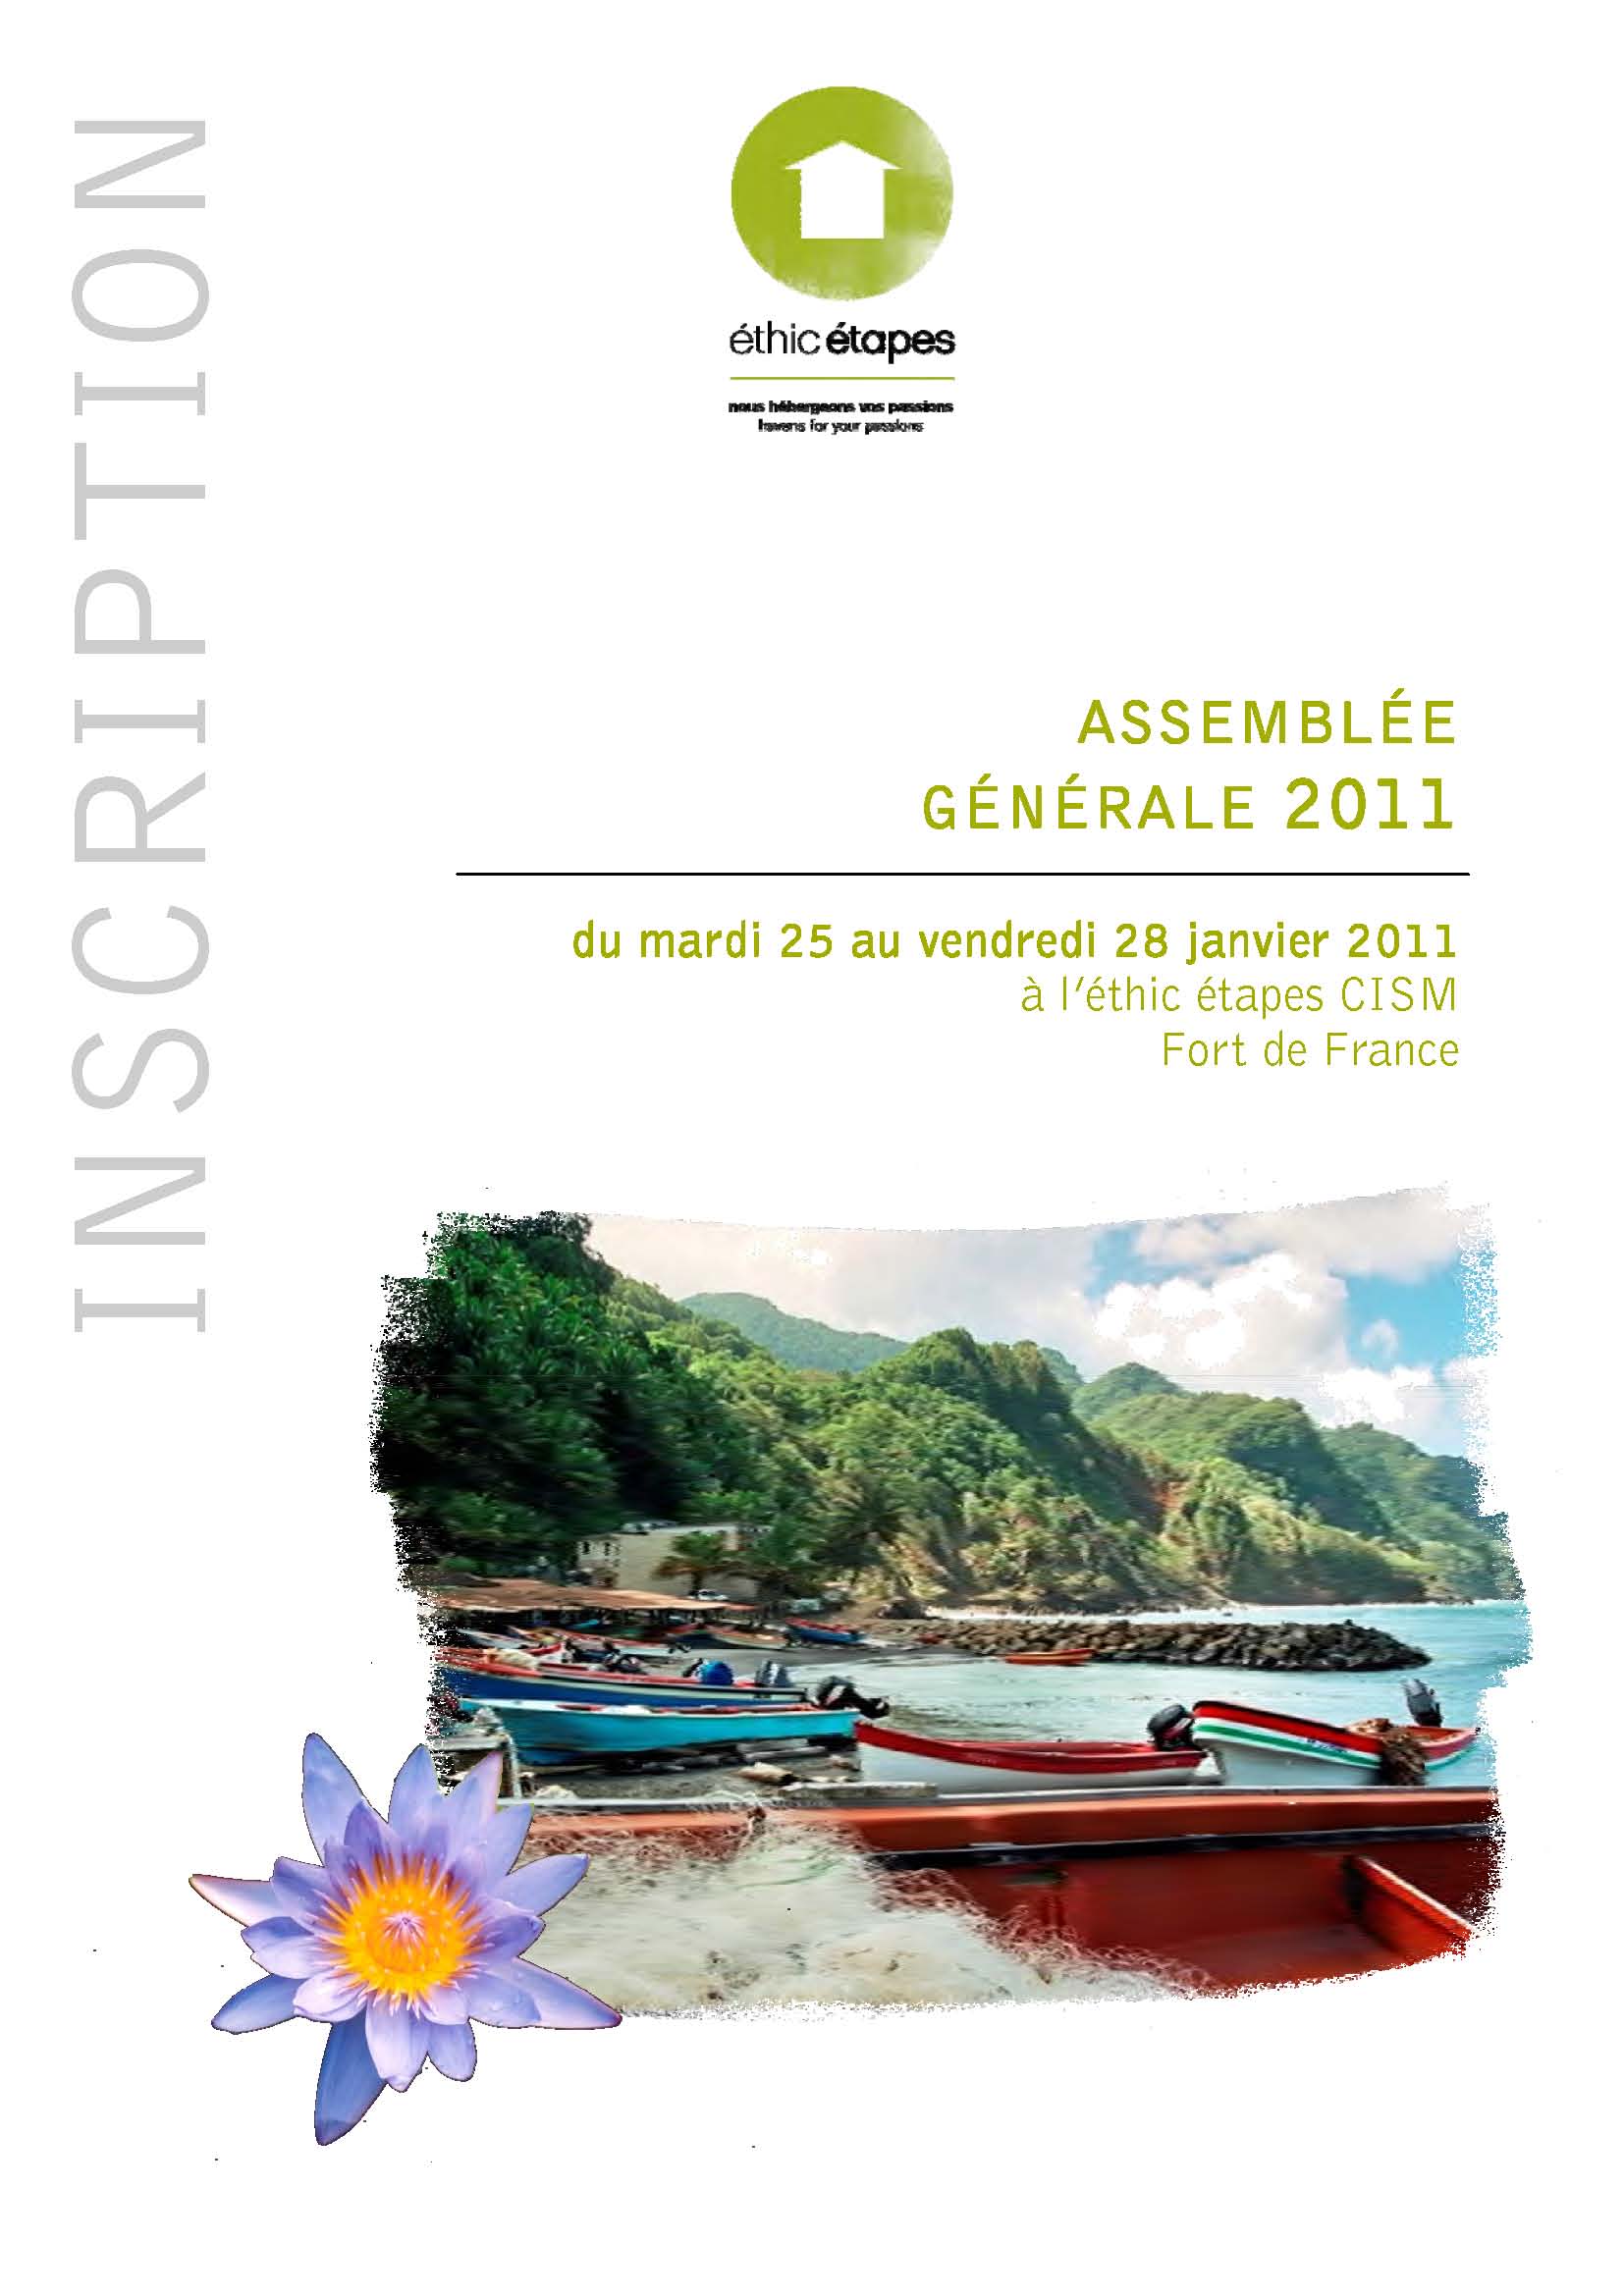 INSCRIPTION
éthic étapes
nous hébergeons vos passions
havens for your passions
ASSEMBLÉE
GÉNÉRALE 2011
du mardi 25 au vendredi 28 janvier 2011
à l'éthic étapes CISM
Fort de France